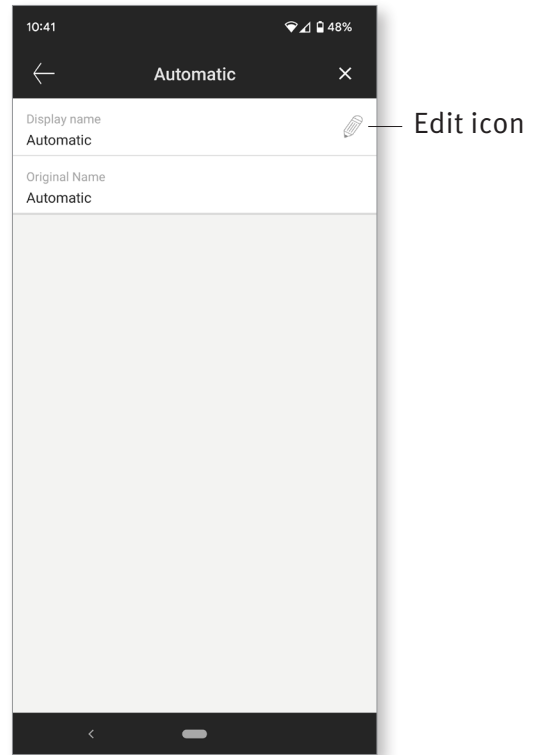 10:41
48%
Automatic
Display name
Automatic
Edit icon
Original Name
Automatic